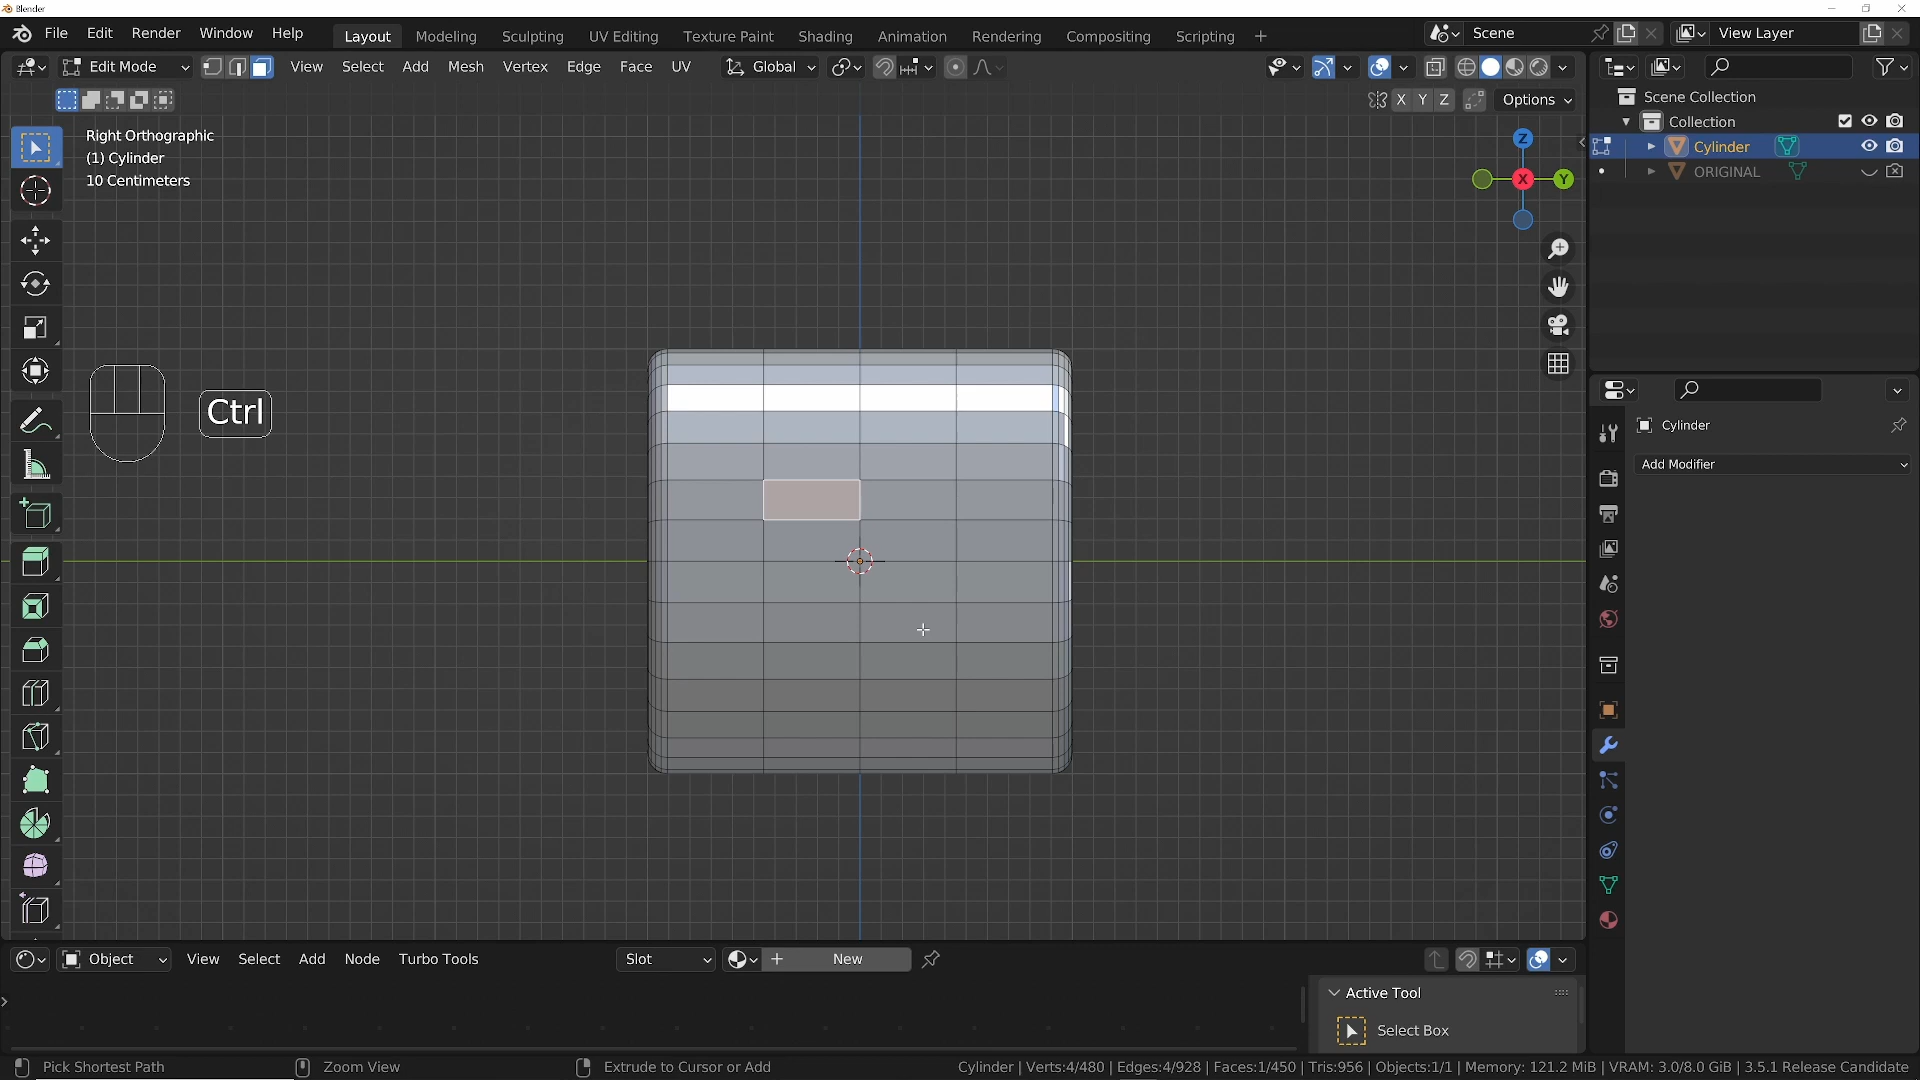 Blender
File Edit Render Window Help Layout Modeling Sculpting UV Editing Texture Paint Shading Animation Rendering Compositing Scripting + Scene View Layer
Edit Mode View Select Add Mesh Vertex Edge Face UV Global
X Y Z Options
Right Orthographic
(1) Cylinder
10 Centimeters
Z
X
Y
Ctrl
Scene Collection
Collection
Cylinder
ORIGINAL
Cylinder
Add Modifier
Object View Select Add Node Turbo Tools Slot + New
Active Tool
Select Box
Pick Shortest Path Zoom View Extrude to Cursor or Add Cylinder | Verts:4/480 | Edges:4/928 | Faces:1/450 | Tris:956 | Objects:1/1 | Memory: 121.2 MiB | VRAM: 3.0/8.0 GiB | 3.5.1 Release Candidate